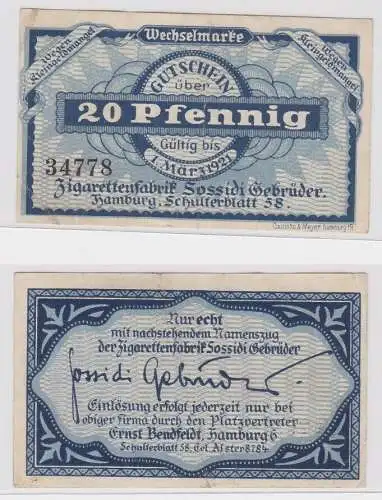 Wechselmarke
Wegen Kleingeldmangel
Wegen Kleingeldmangel
GUTSCHEIN
über
20 Pfennig
Gültig bis
1. März 1921
34778
Zigarettenfabrik Sossidi Gebrüder.
Hamburg, Schulterblatt 58.
& Meyer, Hamburg
Nur echt
mit nachstehendem Namenszug
der Zigarettenfabrik Sossidi Gebrüder
Sossidi Gebrüder
Einlösung erfolgt jederzeit nur bei
obiger Firma durch den Platzvertreter
Ernst Bendfeldt, Hamburg 6
Schulterblatt 58, Tel. Alster 8784.